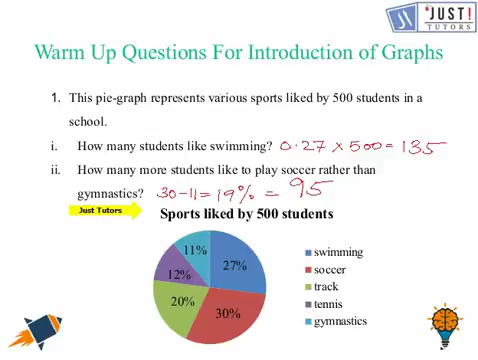 JUST!
TUTORS
Warm Up Questions For Introduction of Graphs
1. This pie-graph represents various sports liked by 500 students in a
school.
i. How many students like swimming? 0.27 x 500 = 135
ii. How many more students like to play soccer rather than
gymnastics? 30-11 = 19% = 95
Just Tutors
Sports liked by 500 students
11%
27%
12%
20%
30%
swimming
soccer
track
tennis
gymnastics